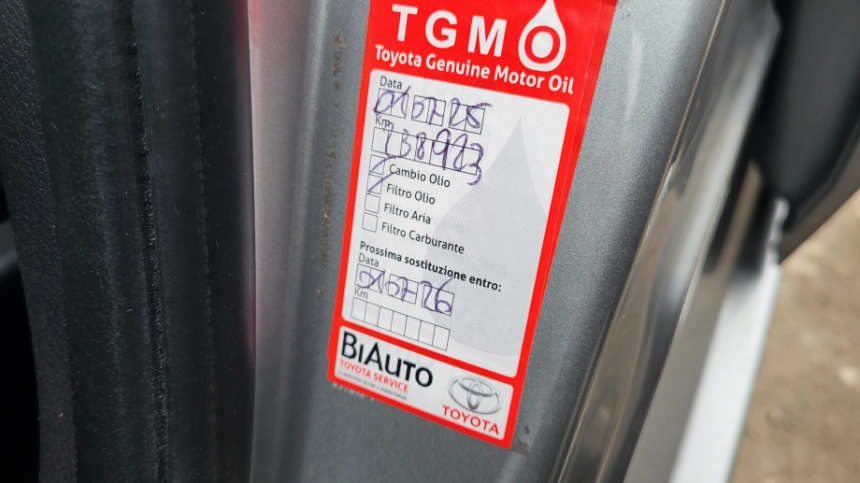 TGMO
Toyota Genuine Motor Oil
Data
01 07 25
Km
238923
Cambio Olio
Filtro Olio
Filtro Aria
Filtro Carburante
Prossima sostituzione entro:
Data
01 07 26
Km
BIAUTO
TOYOTA SERVICE
TOYOTA